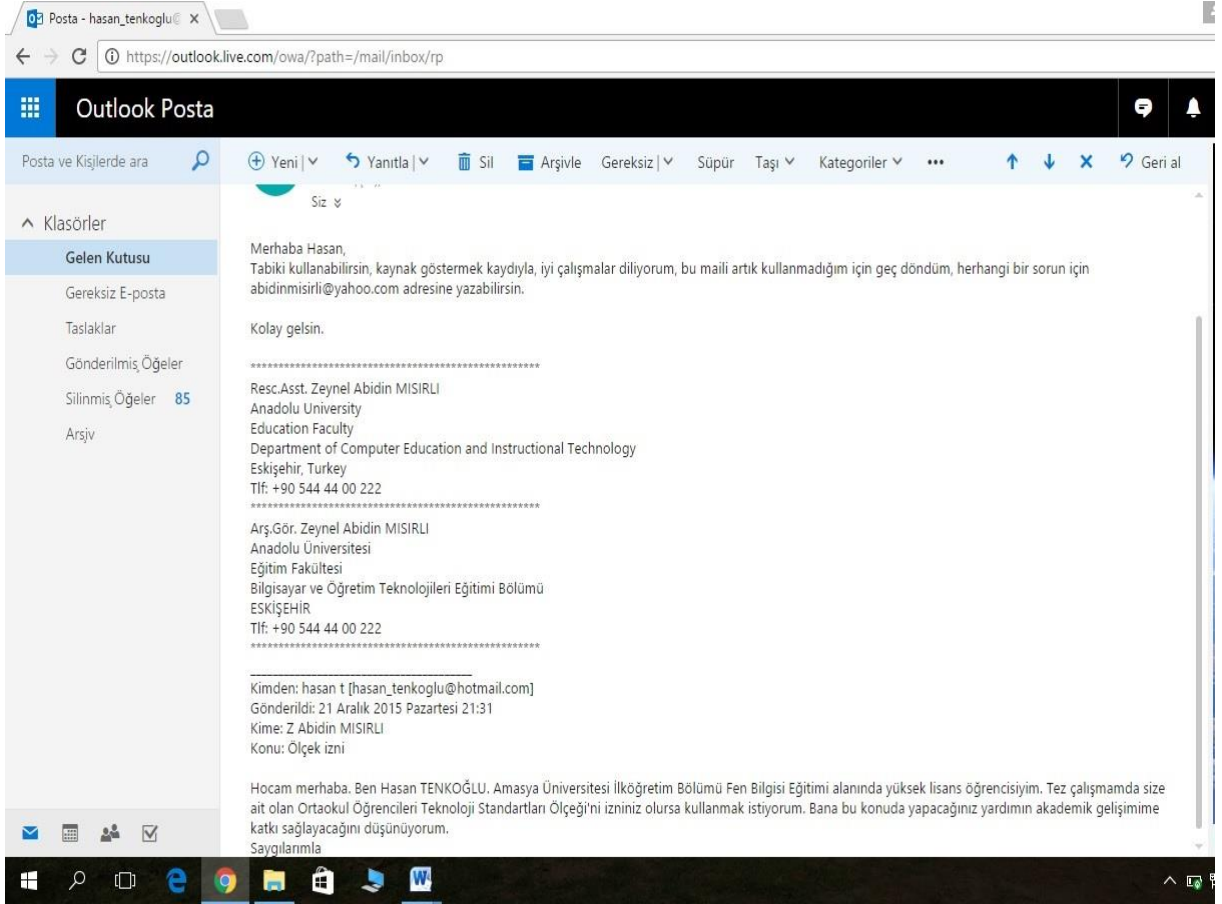 Posta - hasan_tenkoglu@
https://outlook.live.com/owa/?path=/mail/inbox/rp
Outlook Posta
Posta ve Kişilerde ara
Yeni
Yanıtla
Sil
Arşivle
Gereksiz
Süpür
Taşı
Kategoriler
Geri al
Klasörler
Gelen Kutusu
Gereksiz E-posta
Taslaklar
Gönderilmiş Öğeler
Silinmiş Öğeler 85
Arşiv
Siz
Merhaba Hasan,
Tabiki kullanabilirsin, kaynak göstermek kaydıyla, iyi çalışmalar diliyorum, bu maili artık kullanmadığım için geç döndüm, herhangi bir sorun için
abidinmisirli@yahoo.com adresine yazabilirsin.
Kolay gelsin.
****************************************************
Resc.Asst. Zeynel Abidin MISIRLI
Anadolu University
Education Faculty
Department of Computer Education and Instructional Technology
Eskişehir, Turkey
Tlf: +90 544 44 00 222
****************************************************
Arş.Gör. Zeynel Abidin MISIRLI
Anadolu Üniversitesi
Eğitim Fakültesi
Bilgisayar ve Öğretim Teknolojileri Eğitimi Bölümü
ESKİŞEHİR
Tlf: +90 544 44 00 222
****************************************************
________________________________________
Kimden: hasan t [hasan_tenkoglu@hotmail.com]
Gönderildi: 21 Aralık 2015 Pazartesi 21:31
Kime: Z Abidin MISIRLI
Konu: Ölçek izni
Hocam merhaba. Ben Hasan TENKOĞLU. Amasya Üniversitesi İlköğretim Bölümü Fen Bilgisi Eğitimi alanında yüksek lisans öğrencisiyim. Tez çalışmamda size
ait olan Ortaokul Öğrencileri Teknoloji Standartları Ölçeği'ni izniniz olursa kullanmak istiyorum. Bana bu konuda yapacağınız yardımın akademik gelişimime
katkı sağlayacağını düşünüyorum.
Saygılarımla